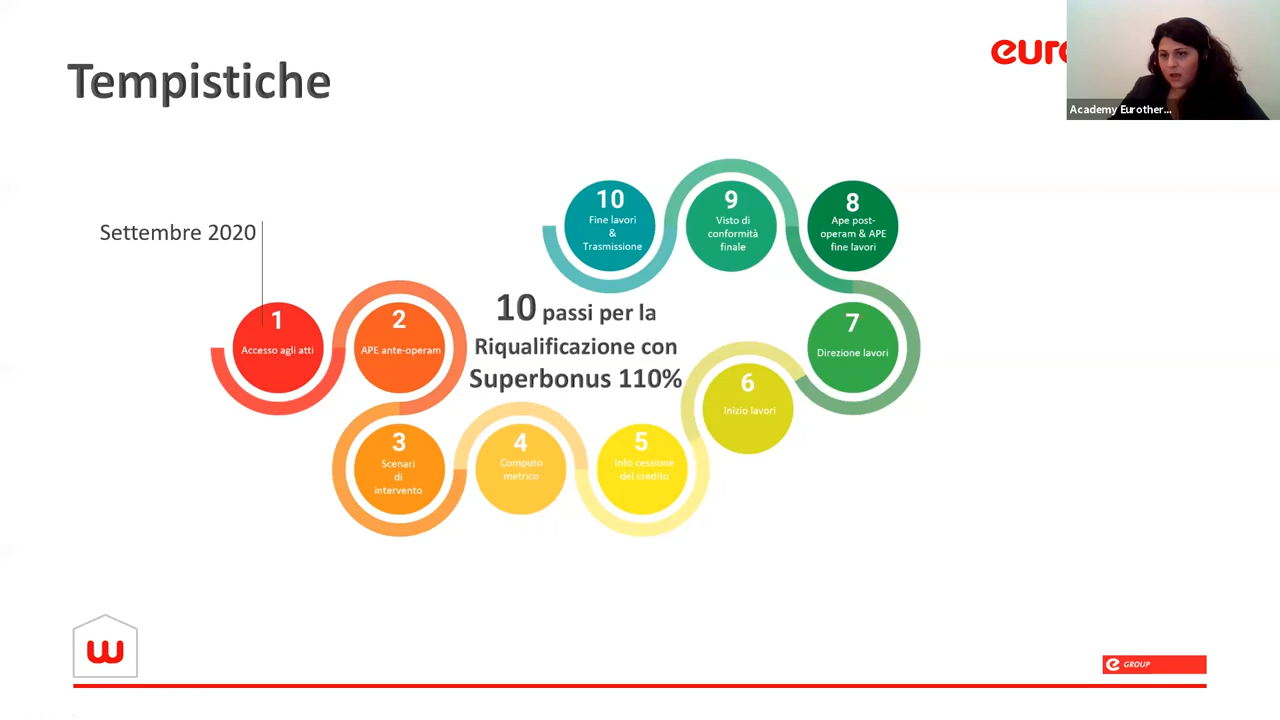 Tempistiche
euro
Academy Eurother...
Settembre 2020
1
Accesso agli atti
2
APE ante-operam
3
Scenari
di
intervento
4
Computo
metrico
5
Info cessione
del credito
6
Inizio lavori
7
Direzione lavori
8
Ape post-
operam & APE
fine lavori
9
Visto di
conformità
finale
10
Fine lavori
&
Trasmissione
10 passi per la
Riqualificazione con
Superbonus 110%
e GROUP